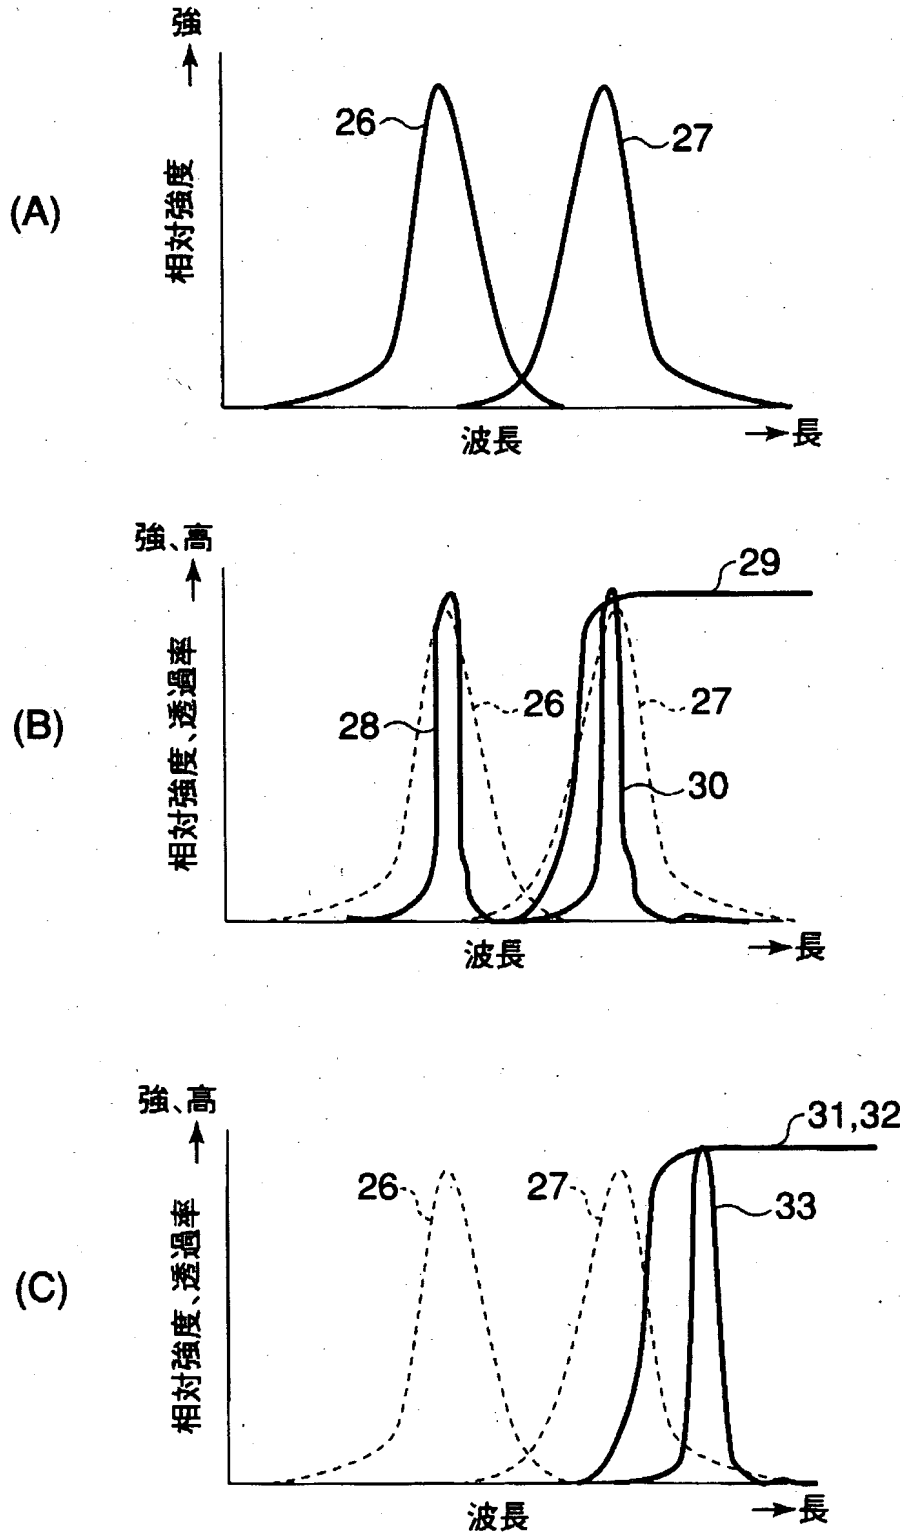 強
26
27
(A)
相対強度
波長
長
強、高
29
26
27
28
(B)
30
相対強度、透過率
波長
長
強、高
31,32
26
27
33
(C)
相対強度、透過率
波長
長